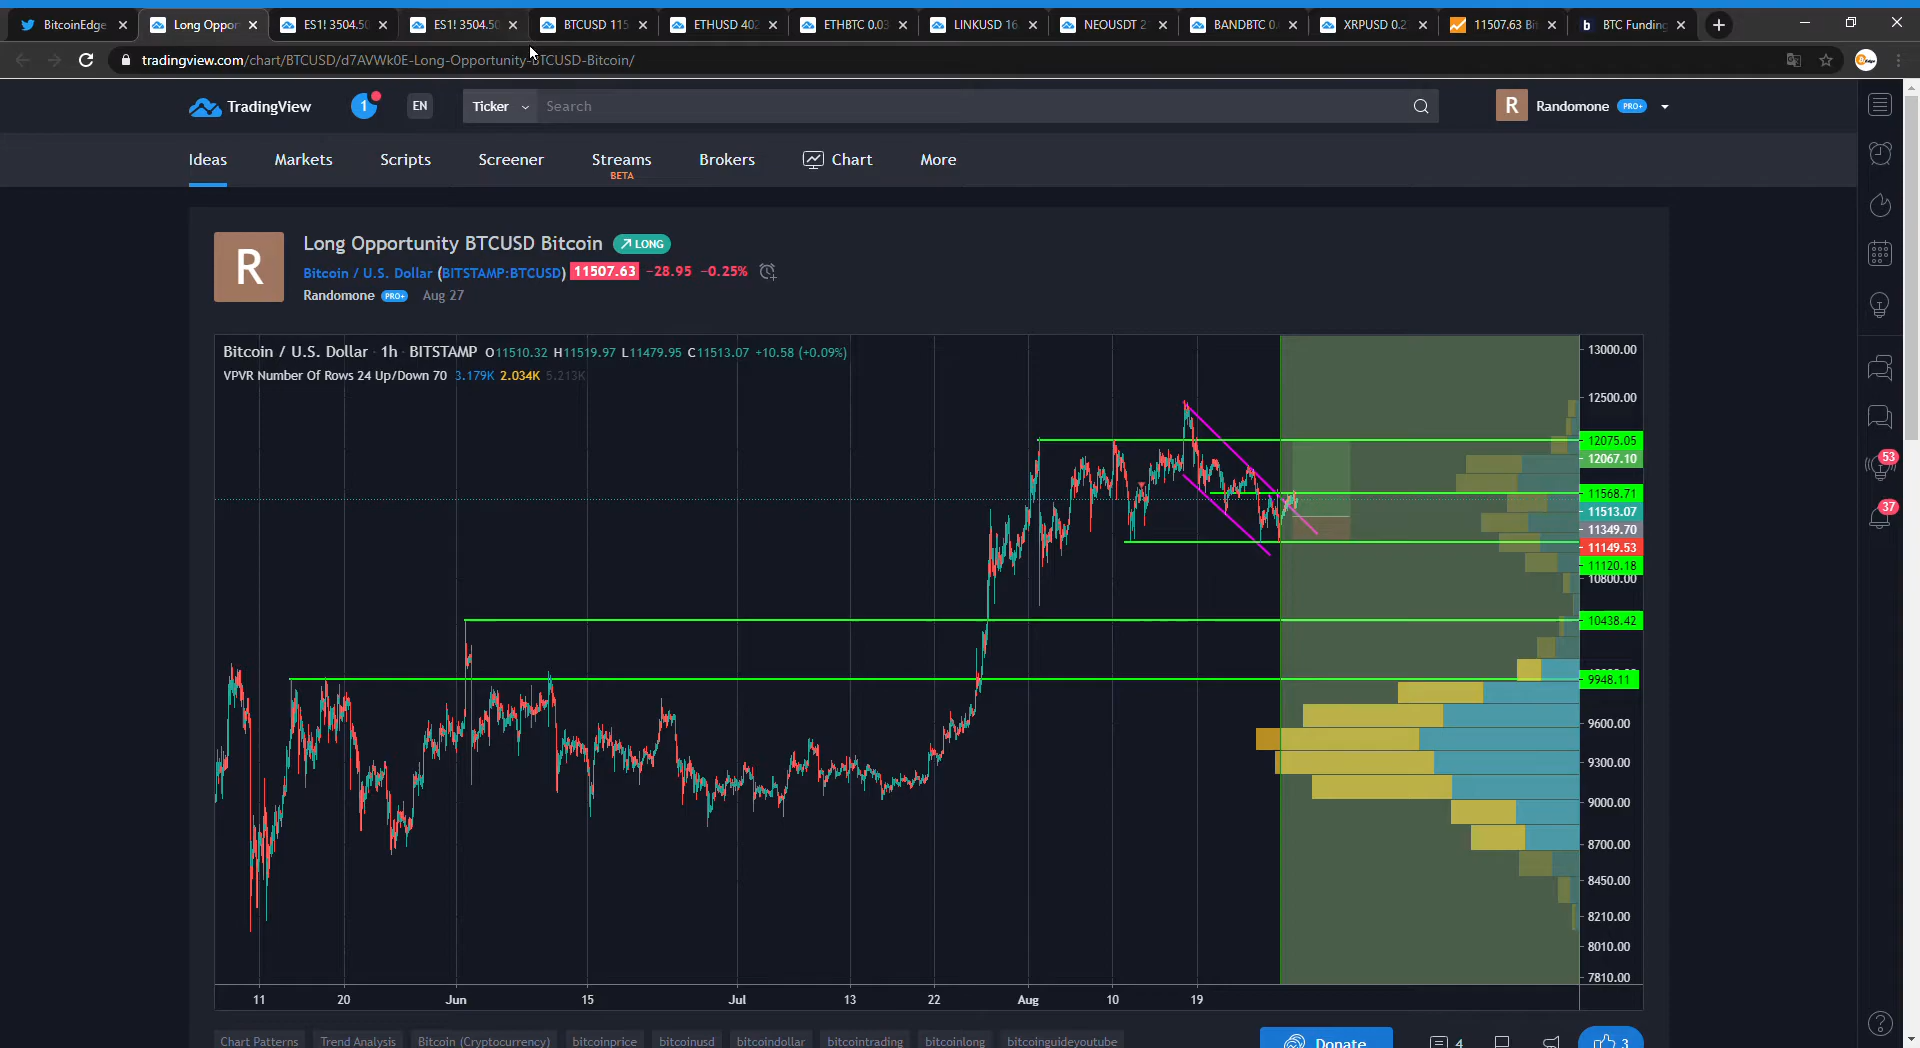 BitcoinEdge
Long Oppor
ES1! 3504.50
ES1! 3504.50
BTCUSD 115
ETHUSD 402
ETHBTC 0.03
LINKUSD 16
NEOUSDT 2
BANDBTC 0.
XRPUSD 0.2
11507.63 Bi
BTC Funding
tradingview.com/chart/BTCUSD/d7AVWk0E-Long-Opportunity-BTCUSD-Bitcoin/
TradingView
1
EN
Ticker
Search
R
Randomone PRO+
Ideas
Markets
Scripts
Screener
Streams
BETA
Brokers
Chart
More
R
Long Opportunity BTCUSD Bitcoin LONG
Bitcoin / U.S. Dollar (BITSTAMP:BTCUSD) 11507.63 −28.95 −0.25%
Randomone PRO+ Aug 27
Bitcoin / U.S. Dollar 1h BITSTAMP O11510.32 H11519.97 L11479.95 C11513.07 +10.58 (+0.09%)
VPVR Number Of Rows 24 Up/Down 70 3.179K 2.034K 5.213K
13000.00
12500.00
12075.05
12067.10
11568.71
11513.07
11349.70
11149.53
11120.18
10800.00
10438.42
9948.11
9600.00
9300.00
9000.00
8700.00
8450.00
8210.00
8010.00
7810.00
11
20
Jun
15
Jul
13
22
Aug
10
19
53
37
Chart Patterns
Trend Analysis
Bitcoin (Cryptocurrency)
bitcoinprice
bitcoinusd
bitcoindollar
bitcointrading
bitcoinlong
bitcoinguideyoutube
Donate
4
3